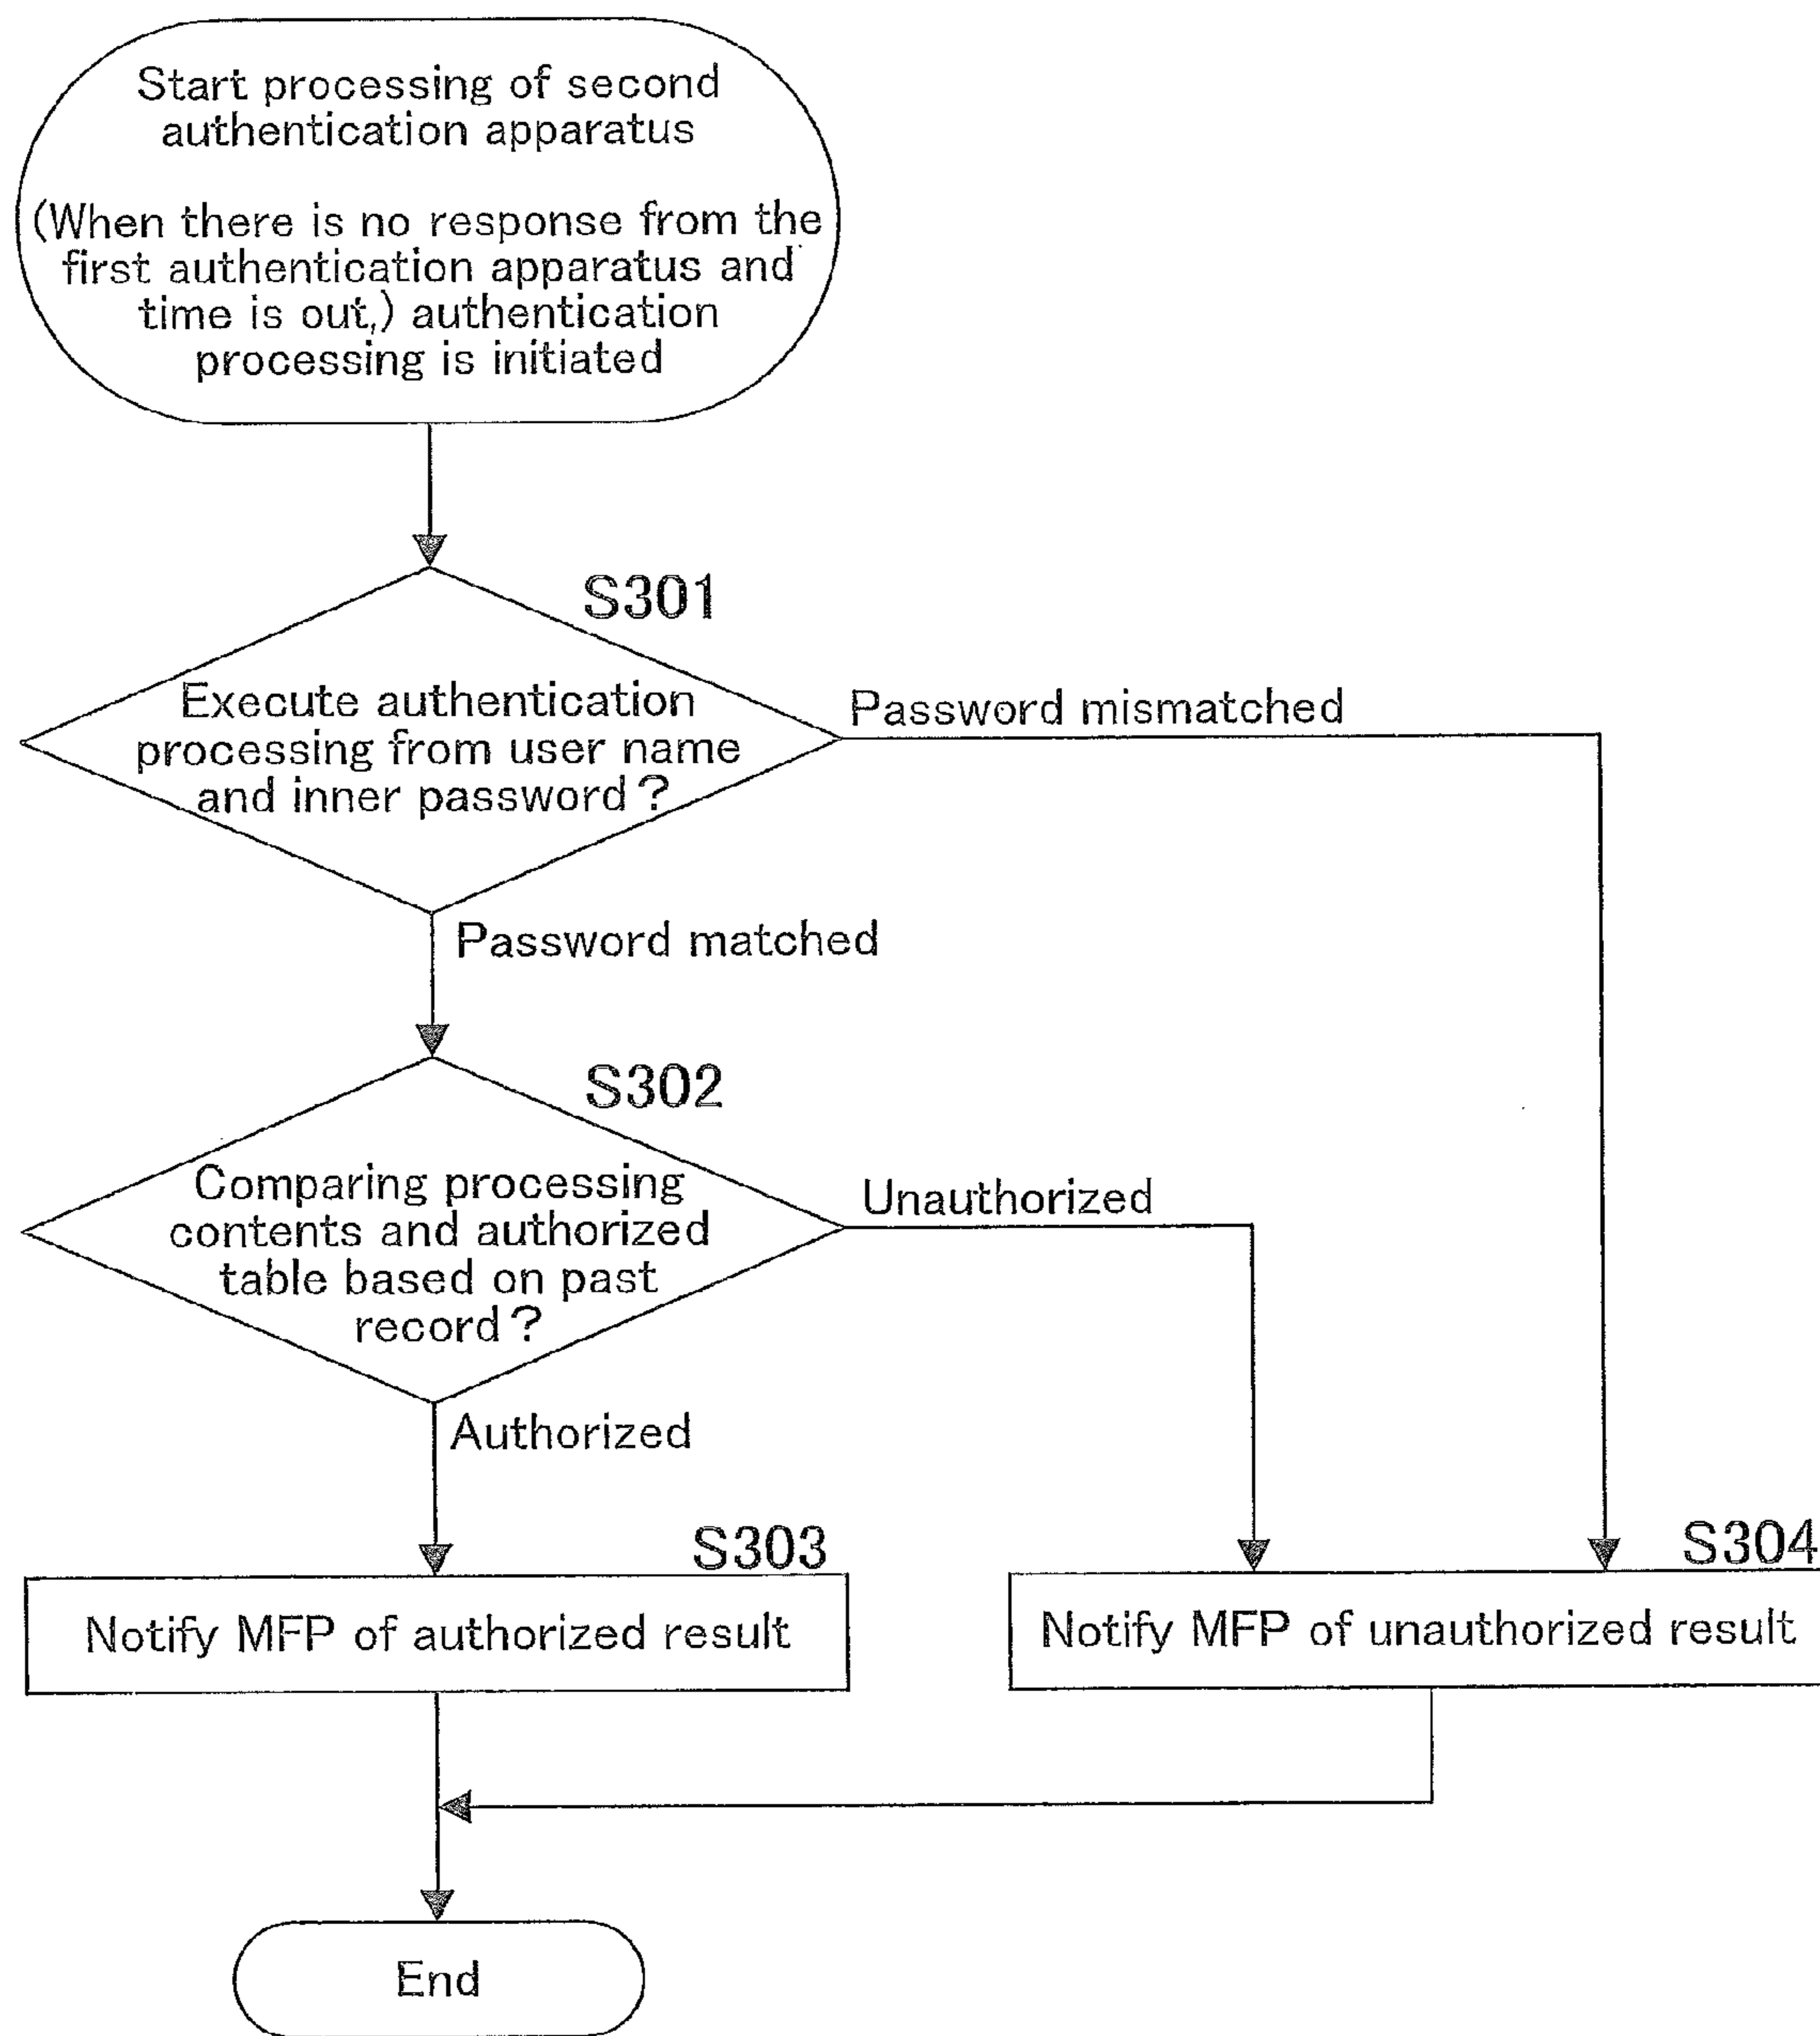 Start processing of second
authentication apparatus
(When there is no response from the
first authentication apparatus and
time is out,) authentication
processing is initiated
S301
Execute authentication
processing from user name
and inner password?
Password mismatched
Password matched
S302
Comparing processing
contents and authorized
table based on past
record?
Unauthorized
Authorized
S303
Notify MFP of authorized result
S304
Notify MFP of unauthorized result
End